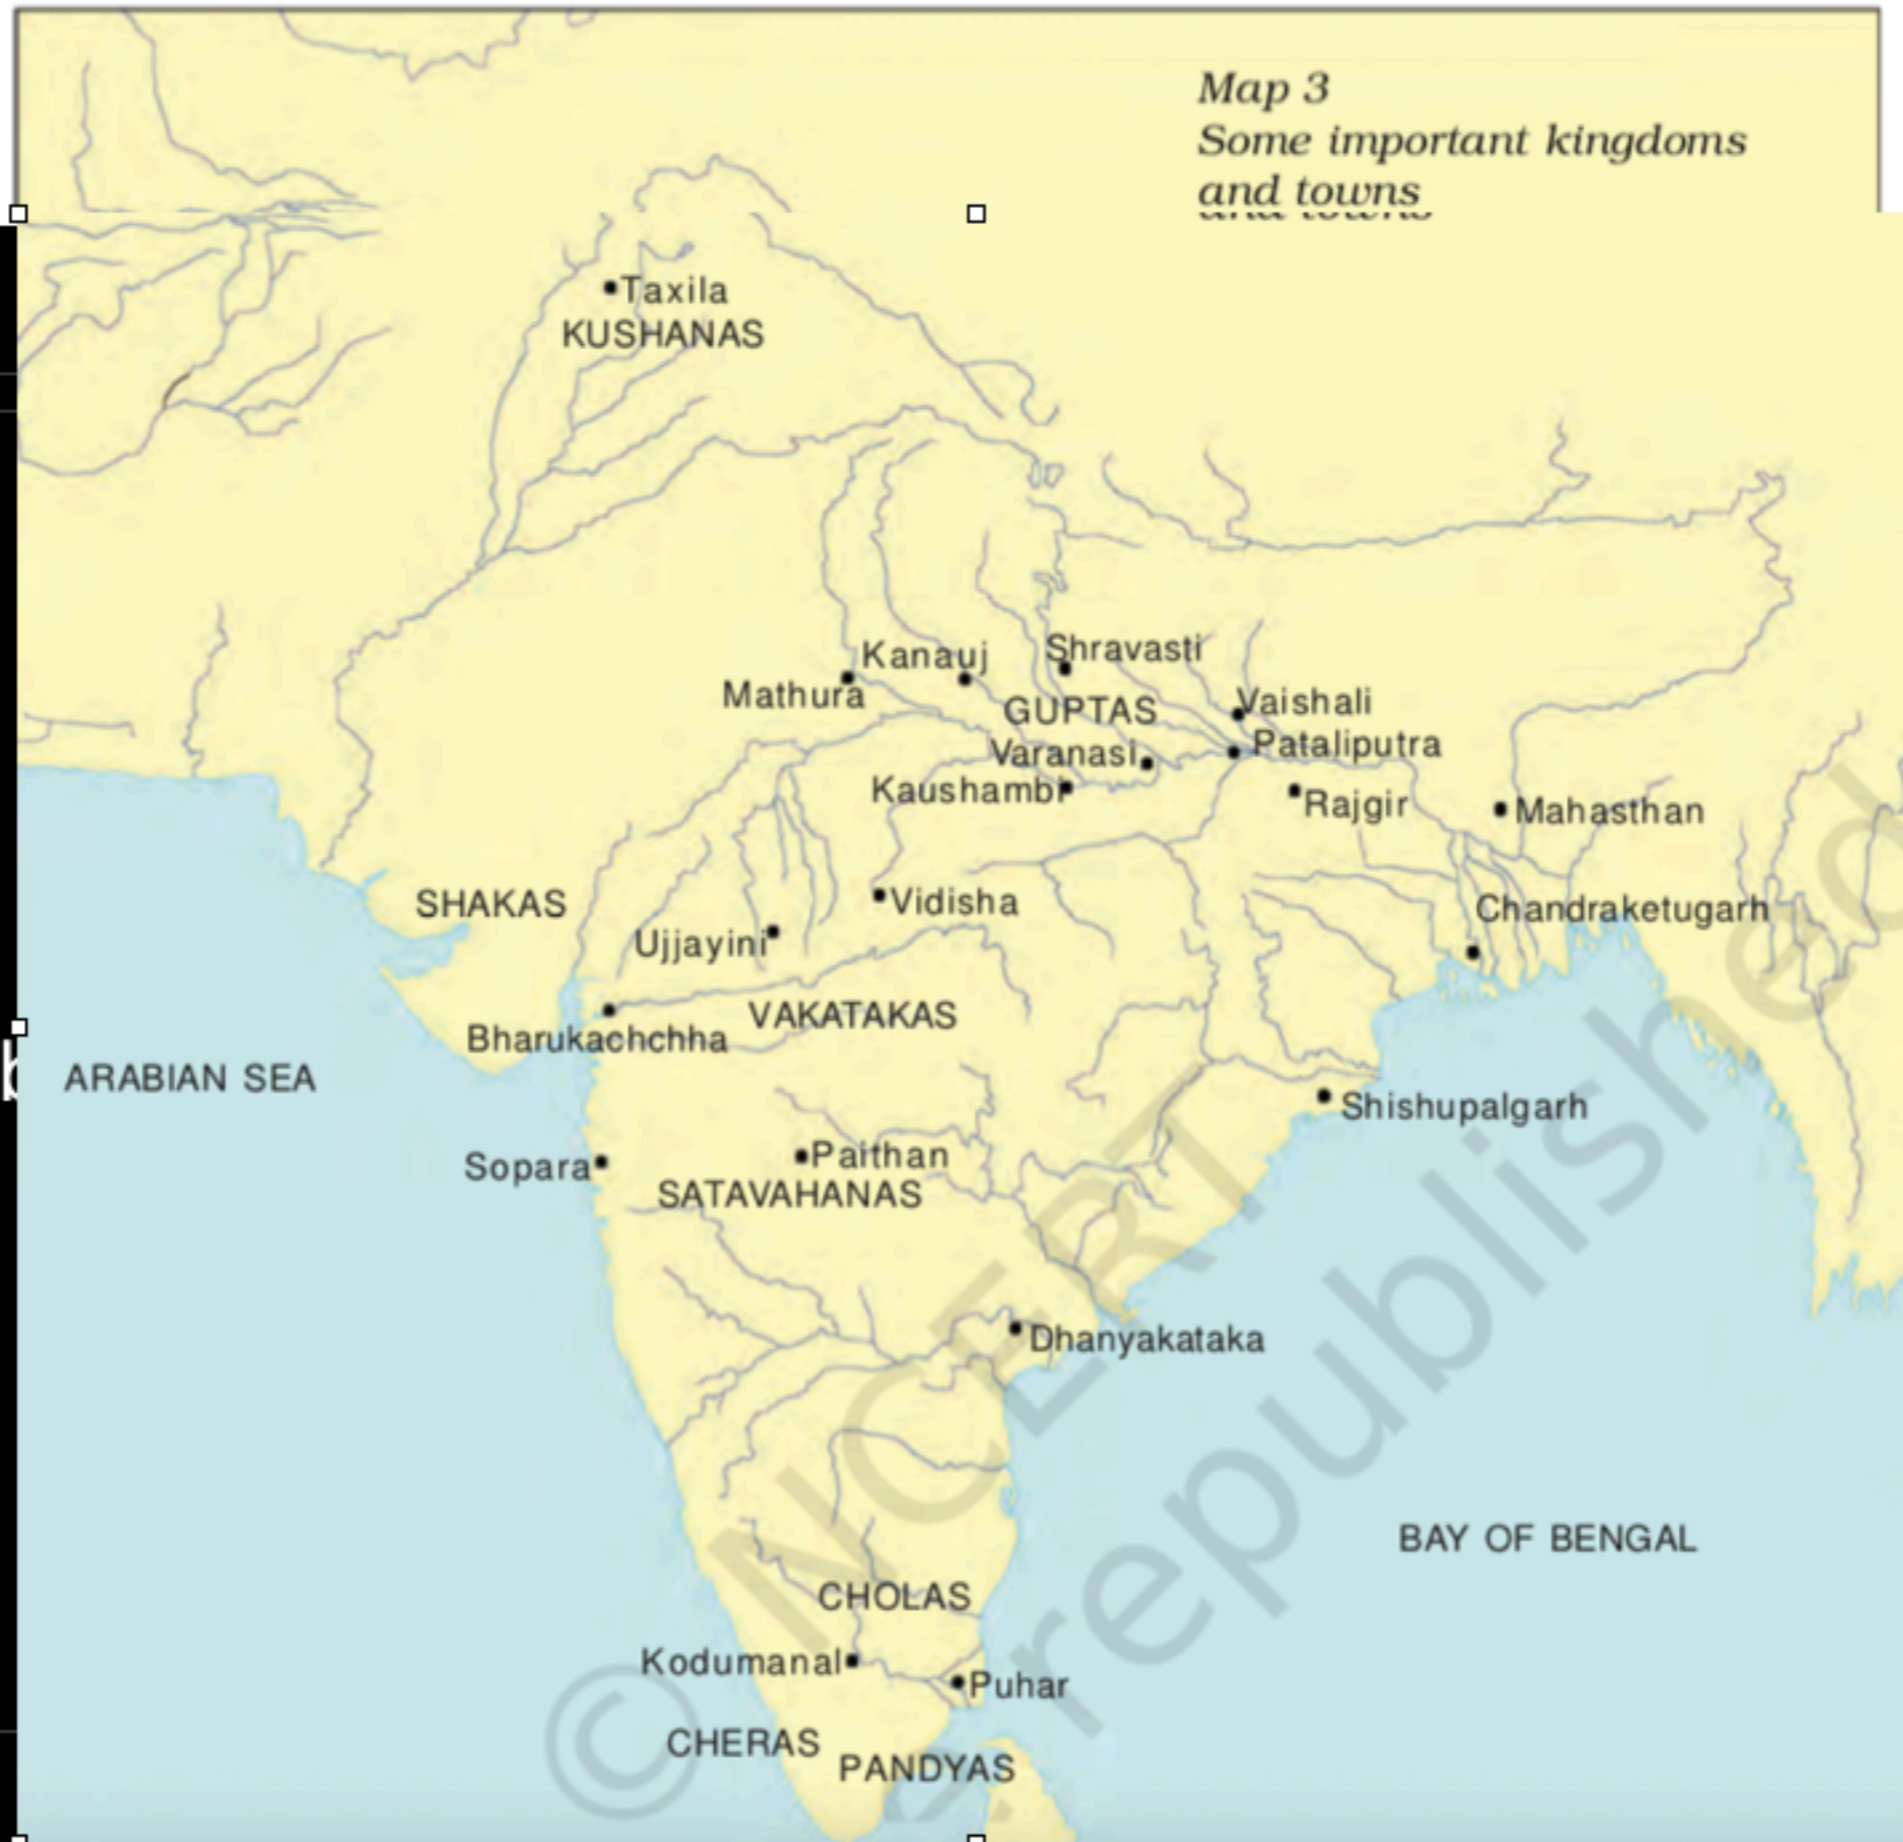 Map 3
Some important kingdoms
and towns
and towns
Taxila
KUSHANAS
Kanauj
Shravasti
Mathura
GUPTAS
Vaishali
Varanasi
Pataliputra
Kaushambi
Rajgir
Mahasthan
SHAKAS
Vidisha
Chandraketugarh
Ujjayini
VAKATAKAS
Bharukachchha
ARABIAN SEA
Shishupalgarh
Sopara
Paithan
SATAVAHANAS
Dhanyakataka
BAY OF BENGAL
CHOLAS
Kodumanal
Puhar
CHERAS
PANDYAS
© NCERT
republished